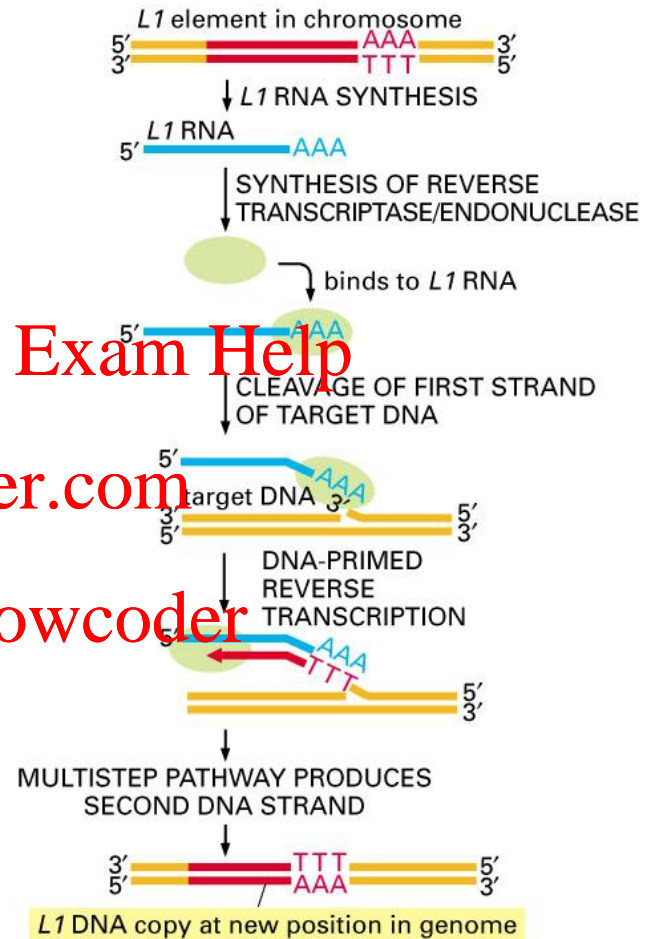 L1 element in chromosome
5′ AAA 3′
3′ TTT 5′
L1 RNA SYNTHESIS
L1 RNA
5′ AAA
SYNTHESIS OF REVERSE
TRANSCRIPTASE/ENDONUCLEASE
binds to L1 RNA
5′ AAA
Exam Help
CLEAVAGE OF FIRST STRAND
OF TARGET DNA
5′ AAA
er.com
target DNA 3′
3′ 5′
5′ 3′
DNA-PRIMED
REVERSE
TRANSCRIPTION
owcoder
5′ AAA
TTT
5′
3′
MULTISTEP PATHWAY PRODUCES
SECOND DNA STRAND
3′ TTT 5′
5′ AAA 3′
L1 DNA copy at new position in genome